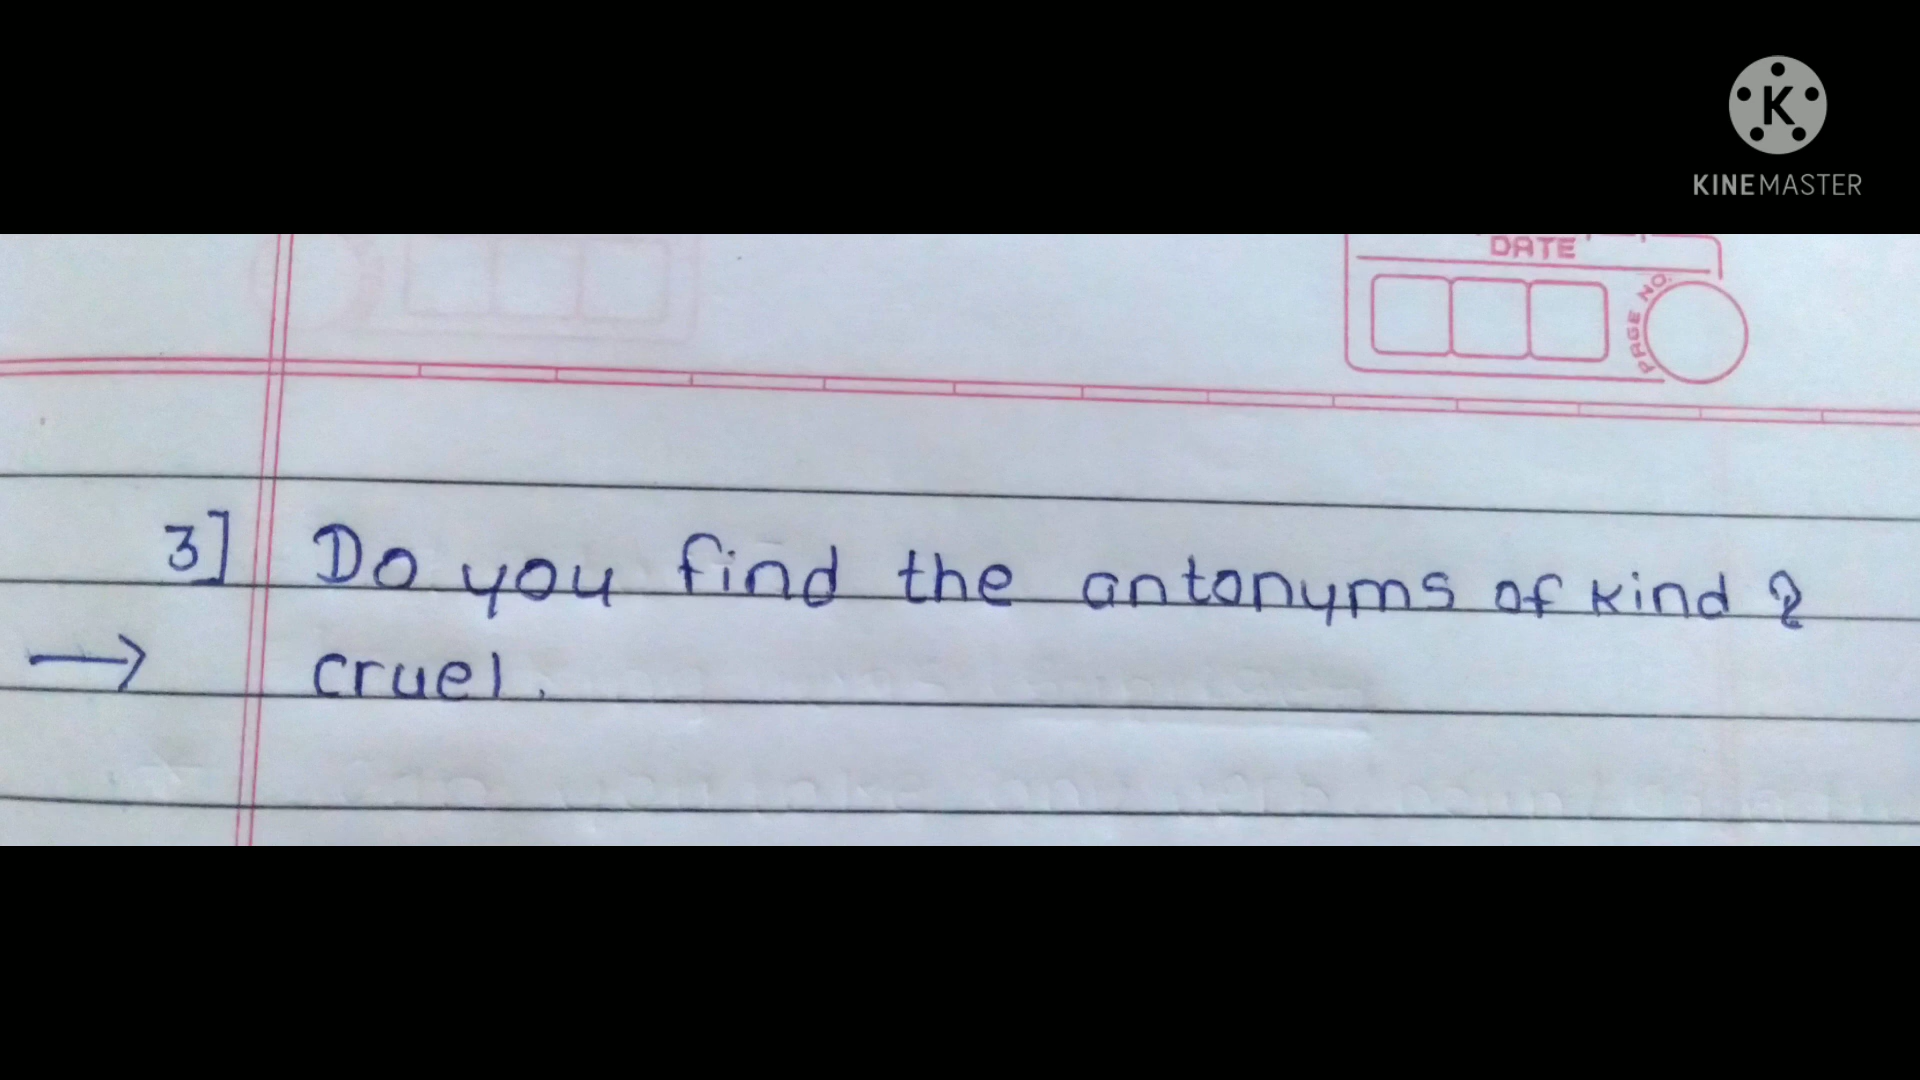 KINEMASTER
DATE
PAGE NO.
3] Do you find the antonyms of kind ?
→ cruel.